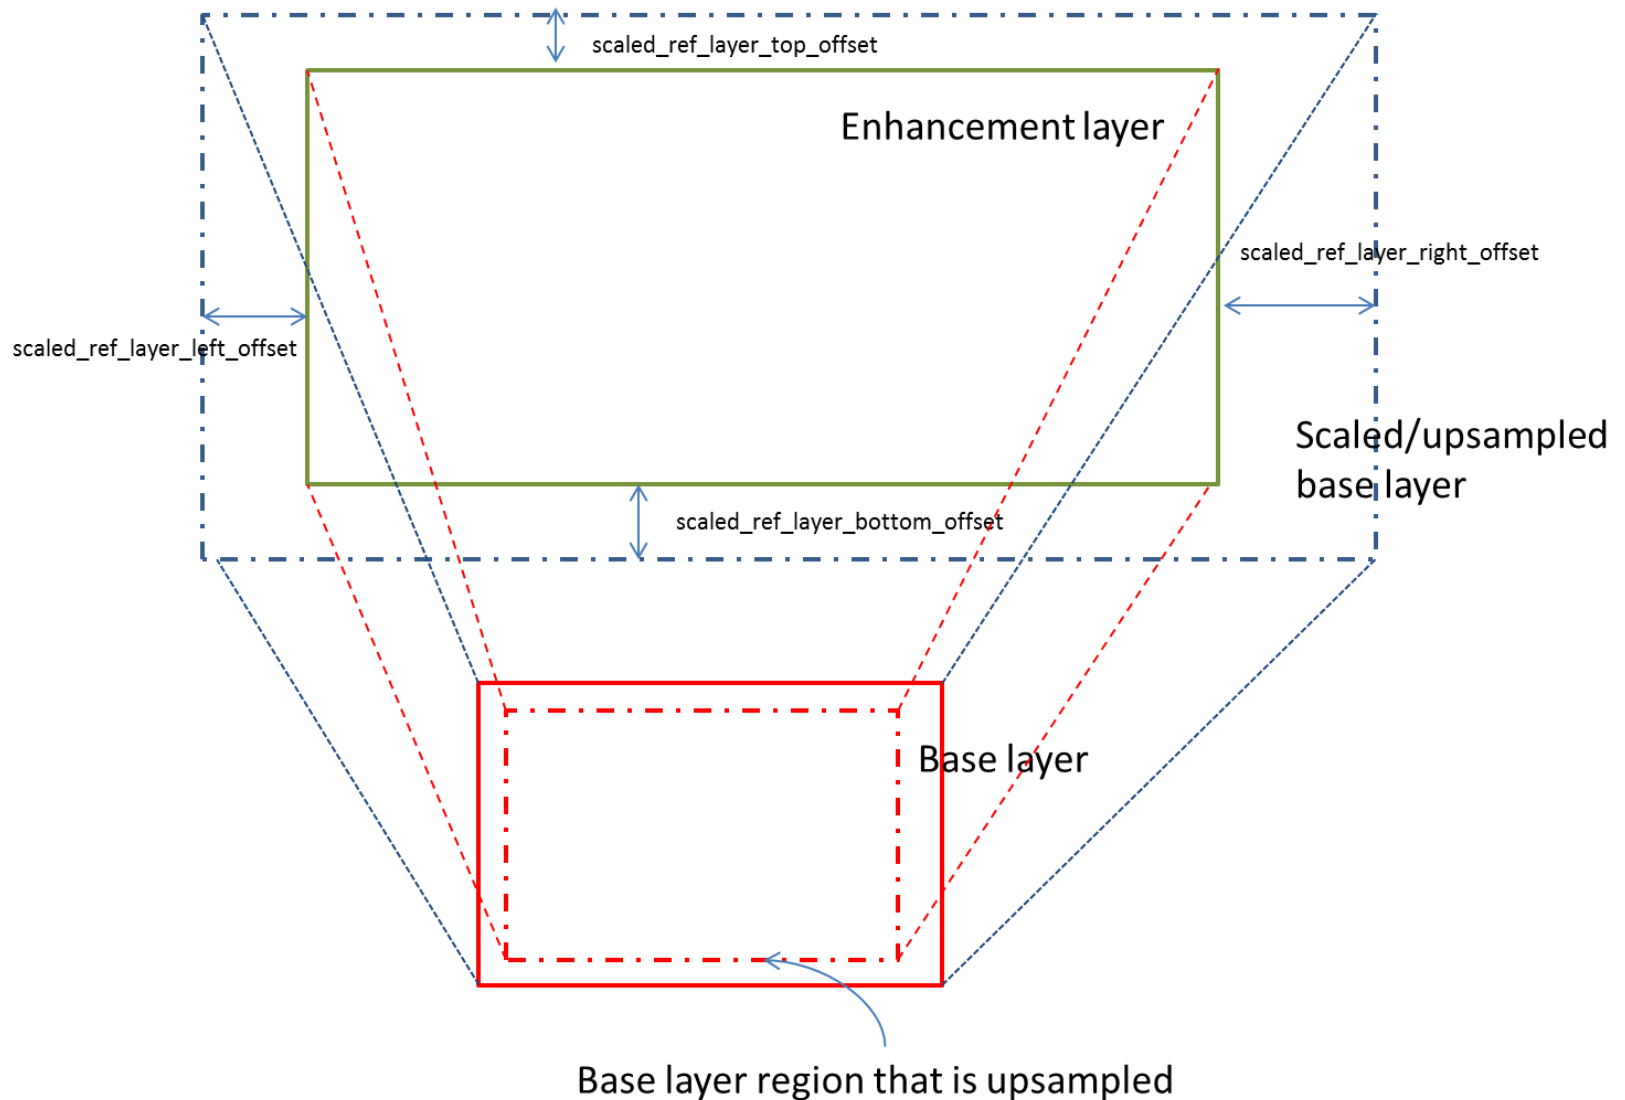 scaled_ref_layer_top_offset
Enhancement layer
scaled_ref_layer_right_offset
scaled_ref_layer_left_offset
Scaled/upsampled
base layer
scaled_ref_layer_bottom_offset
Base layer
Base layer region that is upsampled